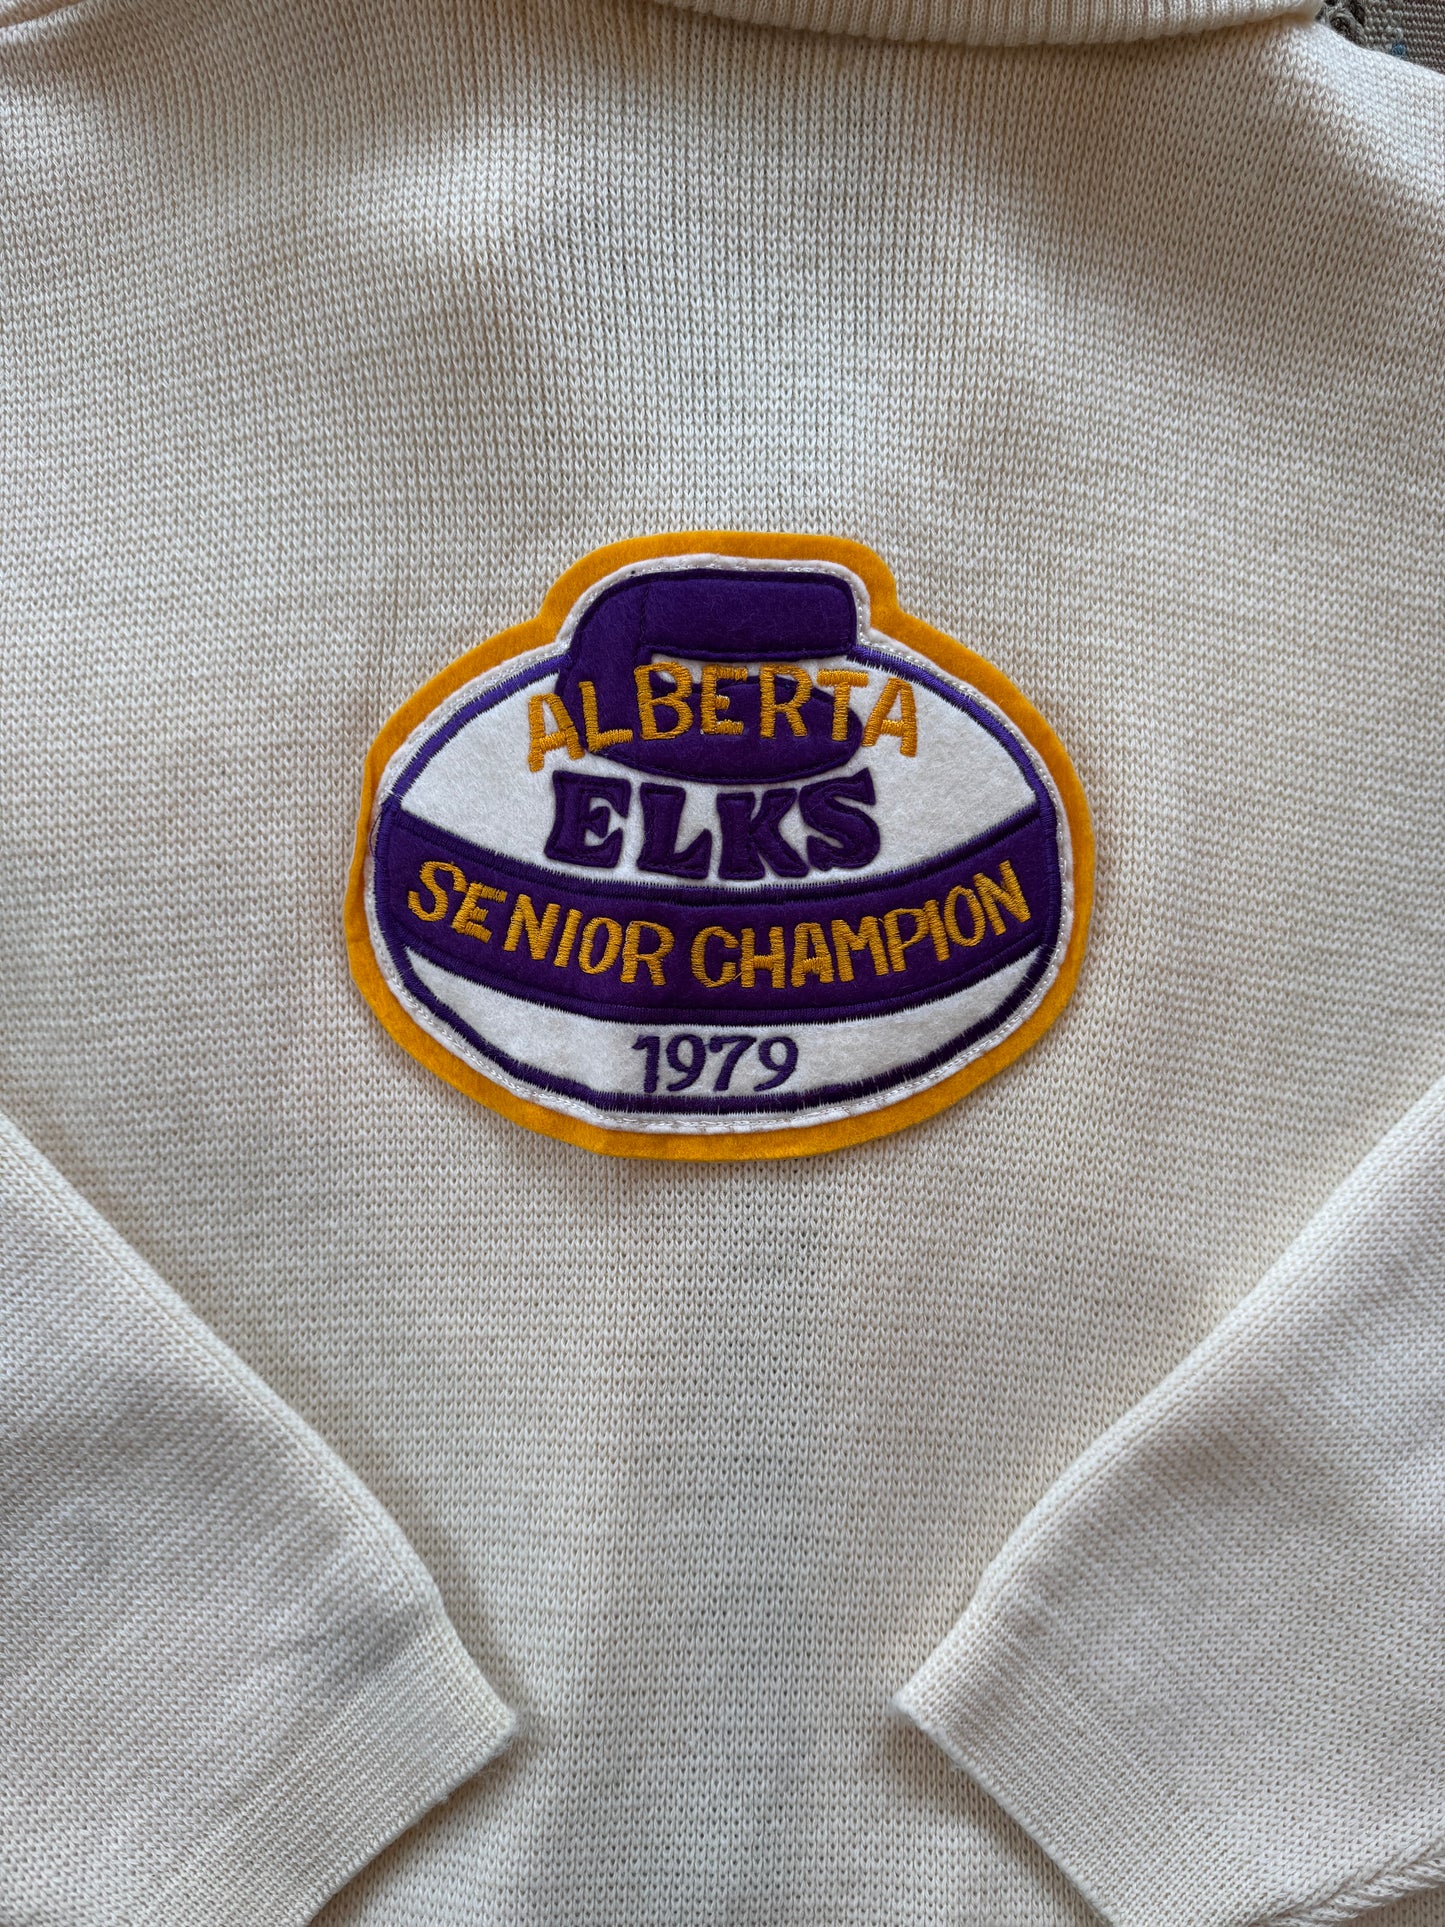 ALBERTA
ELKS
SENIOR CHAMPION
1979